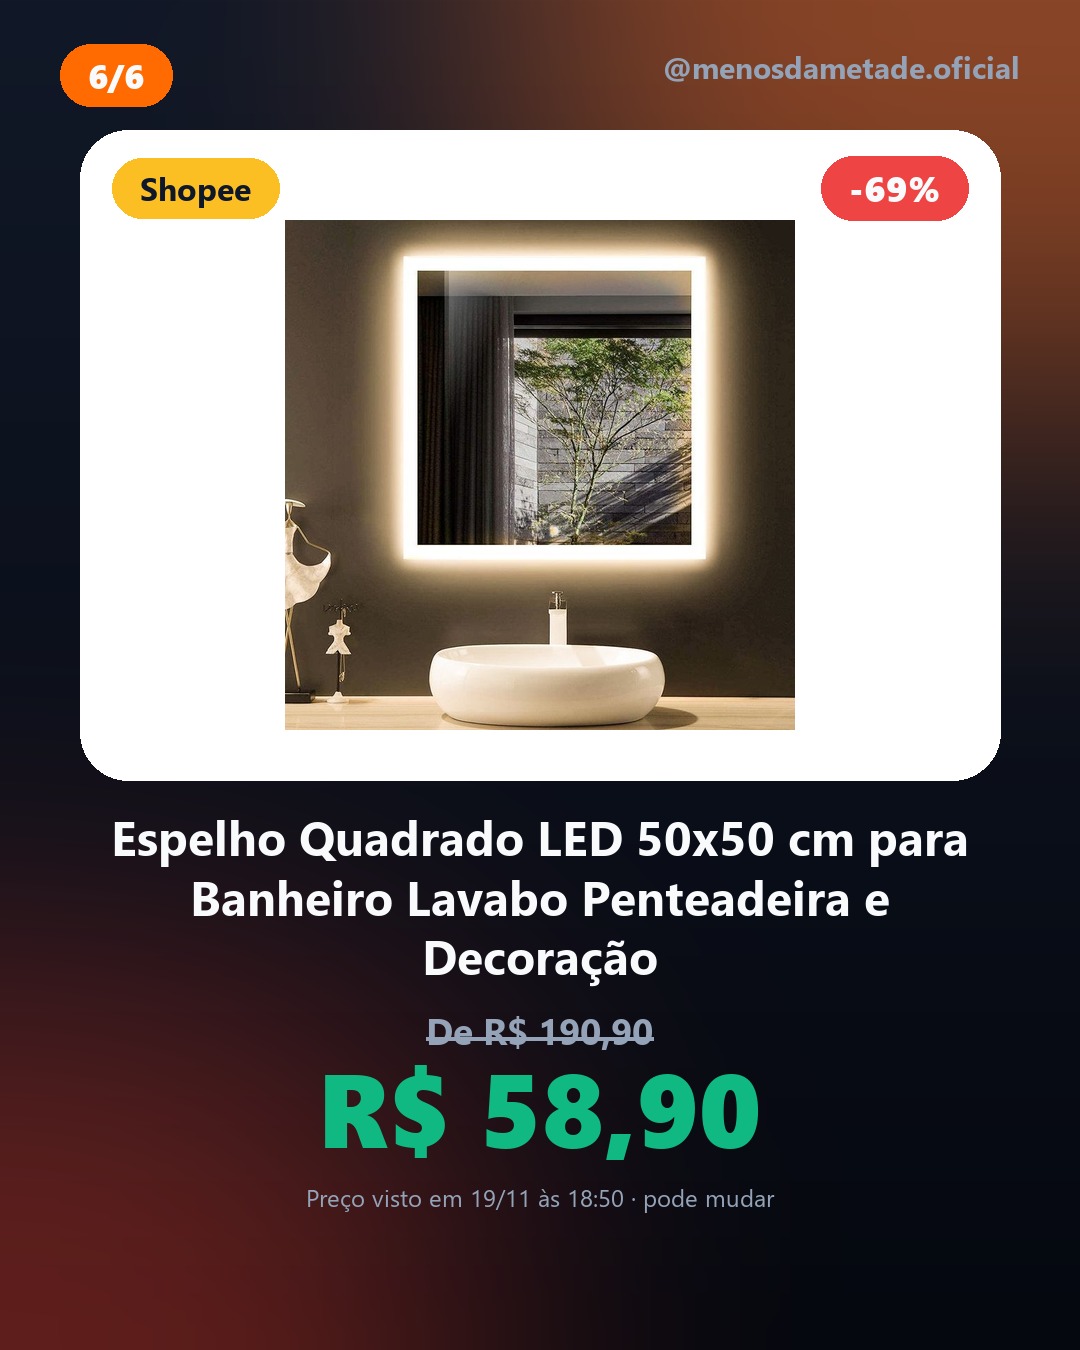 6/6
@menosdametade.oficial
Shopee
-69%
Espelho Quadrado LED 50x50 cm para
Banheiro Lavabo Penteadeira e
Decoração
De R$ 190,90
R$ 58,90
Preço visto em 19/11 às 18:50 · pode mudar